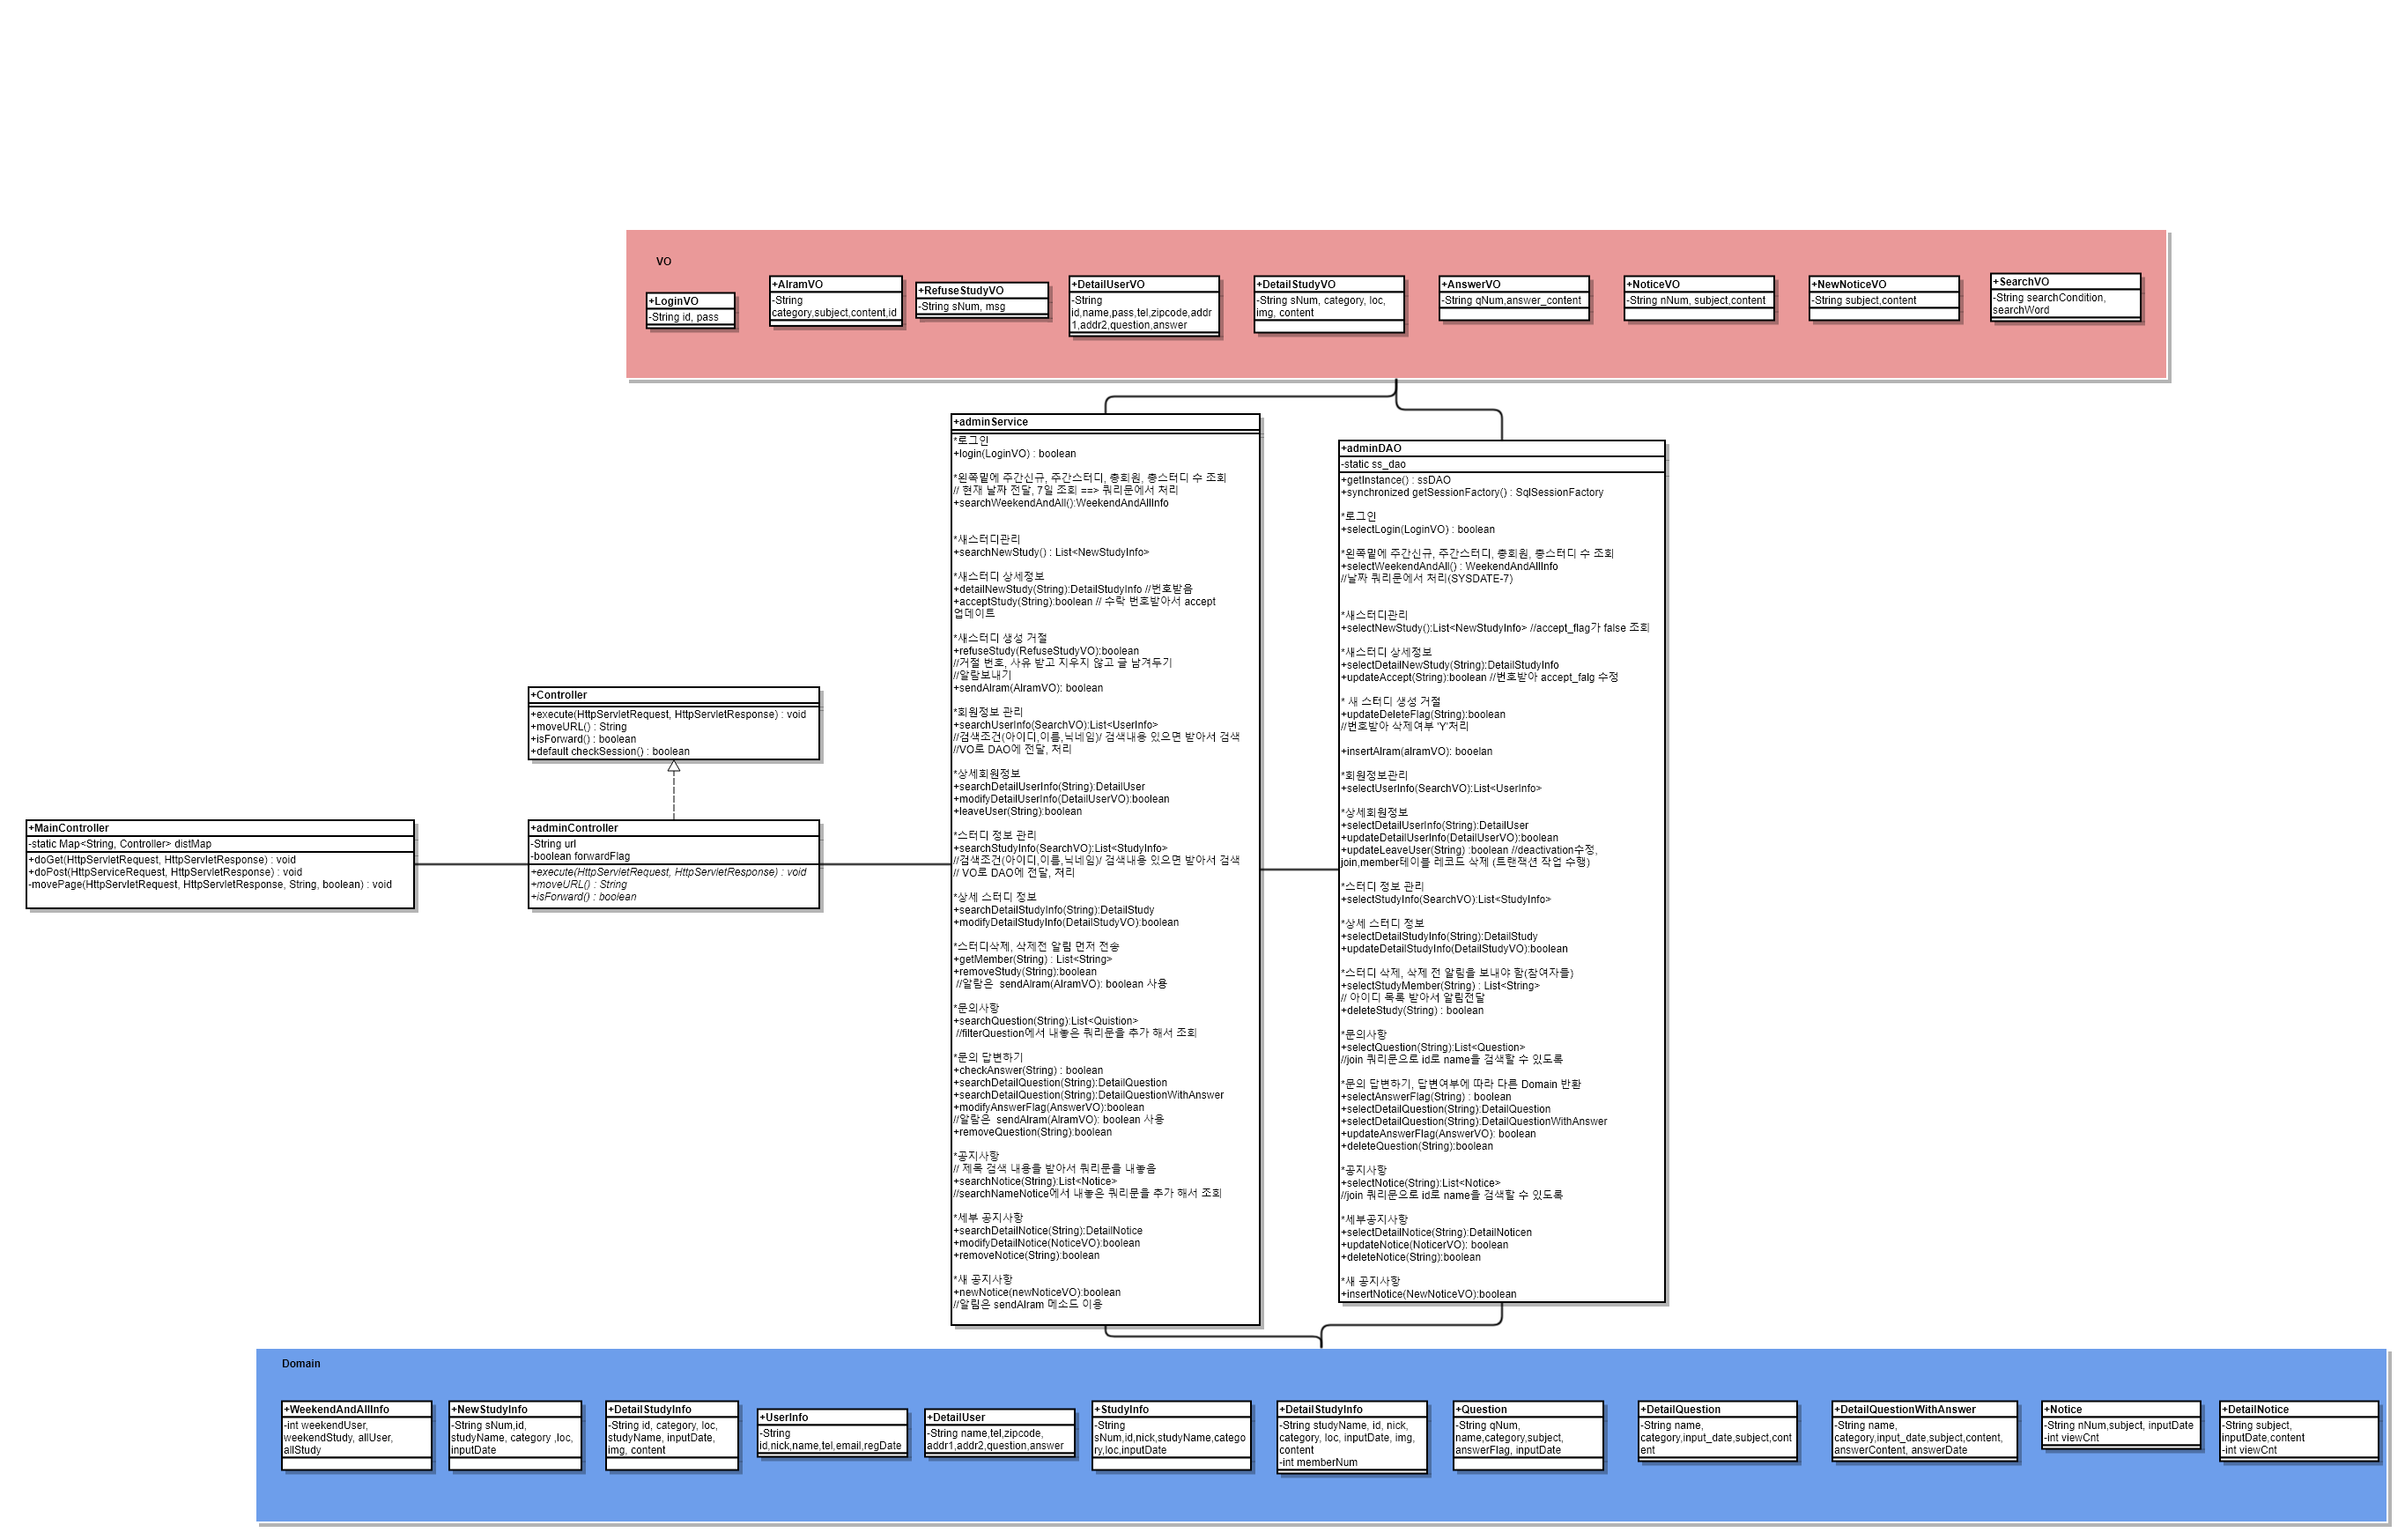 VO
+LoginVO
-String id, pass
+AlramVO
-String
category,subject,content,id
+RefuseStudyVO
-String sNum, msg
+DetailUserVO
-String
id,name,pass,tel,zipcode,addr
1,addr2,question,answer
+DetailStudyVO
-String sNum, category, loc,
img, content
+AnswerVO
-String qNum,answer_content
+NoticeVO
-String nNum, subject,content
+NewNoticeVO
-String subject,content
+SearchVO
-String searchCondition,
searchWord
+MainController
-static Map<String, Controller> distMap
+doGet(HttpServletRequest, HttpServletResponse) : void
+doPost(HttpServiceRequest, HttpServletResponse) : void
-movePage(HttpServletRequest, HttpServletResponse, String, boolean) : void
+Controller
+execute(HttpServletRequest, HttpServletResponse) : void
+moveURL() : String
+isForward() : boolean
+default checkSession() : boolean
+adminController
-String url
-boolean forwardFlag
+execute(HttpServletRequest, HttpServletResponse) : void
+moveURL() : String
+isForward() : boolean
+adminService
*로그인
+login(LoginVO) : boolean
*왼쪽밑에 주간신규, 주간스터디, 총회원, 총스터디 수 조회
// 현재 날짜 전달, 7일 조회 ==> 쿼리문에서 처리
+searchWeekendAndAll():WeekendAndAllInfo
*새스터디관리
+searchNewStudy() : List<NewStudyInfo>
*새스터디 상세정보
+detailNewStudy(String):DetailStudyInfo //번호받음
+acceptStudy(String):boolean // 수락 번호받아서 accept
업데이트
*새스터디 생성 거절
+refuseStudy(RefuseStudyVO):boolean
//거절 번호, 사유 받고 지우지 않고 글 남겨두기
//알람보내기
+sendAlram(AlramVO): boolean
*회원정보 관리
+searchUserInfo(SearchVO):List<UserInfo>
//검색조건(아이디,이름,닉네임)/ 검색내용 있으면 받아서 검색
//VO로 DAO에 전달, 처리
*상세회원정보
+searchDetailUserInfo(String):DetailUser
+modifyDetailUserInfo(DetailUserVO):boolean
+leaveUser(String):boolean
*스터디 정보 관리
+searchStudyInfo(SearchVO):List<StudyInfo>
//검색조건(아이디,이름,닉네임)/ 검색내용 있으면 받아서 검색
// VO로 DAO에 전달, 처리
*상세 스터디 정보
+searchDetailStudyInfo(String):DetailStudy
+modifyDetailStudyInfo(DetailStudyVO):boolean
*스터디삭제, 삭제전 알림 먼저 전송
+getMember(String) : List<String>
+removeStudy(String):boolean
//알람은 sendAlram(AlramVO): boolean 사용
*문의사항
+searchQuestion(String):List<Quistion>
//filterQuestion에서 내놓은 쿼리문을 추가 해서 조회
*문의 답변하기
+checkAnswer(String) : boolean
+searchDetailQuestion(String):DetailQuestion
+searchDetailQuestion(String):DetailQuestionWithAnswer
+modifyAnswerFlag(AnswerVO):boolean
//알람은 sendAlram(AlramVO): boolean 사용
+removeQuestion(String):boolean
*공지사항
// 제목 검색 내용을 받아서 쿼리문을 내놓음
+searchNotice(String):List<Notice>
//searchNameNotice에서 내놓은 쿼리문을 추가 해서 조회
*세부 공지사항
+searchDetailNotice(String):DetailNotice
+modifyDetailNotice(NoticeVO):boolean
+removeNotice(String):boolean
*새 공지사항
+newNotice(newNoticeVO):boolean
//알림은 sendAlram 메소드 이용
+adminDAO
-static ss_dao
+getInstance() : ssDAO
+synchronized getSessionFactory() : SqlSessionFactory
*로그인
+selectLogin(LoginVO) : boolean
*왼쪽밑에 주간신규, 주간스터디, 총회원, 총스터디 수 조회
+selectWeekendAndAll() : WeekendAndAllInfo
//날짜 쿼리문에서 처리(SYSDATE-7)
*새스터디관리
+selectNewStudy():List<NewStudyInfo> //accept_flag가 false 조회
*새스터디 상세정보
+selectDetailNewStudy(String):DetailStudyInfo
+updateAccept(String):boolean //번호받아 accept_falg 수정
* 새 스터디 생성 거절
+updateDeleteFlag(String):boolean
//번호받아 삭제여부 'Y'처리
+insertAlram(alramVO): booelan
*회원정보관리
+selectUserInfo(SearchVO):List<UserInfo>
*상세회원정보
+selectDetailUserInfo(String):DetailUser
+updateDetailUserInfo(DetailUserVO):boolean
+updateLeaveUser(String) :boolean //deactivation수정,
join,member테이블 레코드 삭제 (트랜잭션 작업 수행)
*스터디 정보 관리
+selectStudyInfo(SearchVO):List<StudyInfo>
*상세 스터디 정보
+selectDetailStudyInfo(String):DetailStudy
+updateDetailStudyInfo(DetailStudyVO):boolean
*스터디 삭제, 삭제 전 알림을 보내야 함(참여자들)
+selectStudyMember(String) : List<String>
// 아이디 목록 받아서 알림전달
+deleteStudy(String) : boolean
*문의사항
+selectQuestion(String):List<Question>
//join 쿼리문으로 id로 name을 검색할 수 있도록
*문의 답변하기, 답변여부에 따라 다른 Domain 반환
+selectAnswerFlag(String) : boolean
+selectDetailQuestion(String):DetailQuestion
+selectDetailQuestion(String):DetailQuestionWithAnswer
+updateAnswerFlag(AnswerVO): boolean
+deleteQuestion(String):boolean
*공지사항
+selectNotice(String):List<Notice>
//join 쿼리문으로 id로 name을 검색할 수 있도록
*세부공지사항
+selectDetailNotice(String):DetailNoticen
+updateNotice(NoticerVO): boolean
+deleteNotice(String):boolean
*새 공지사항
+insertNotice(NewNoticeVO):boolean
Domain
+WeekendAndAllInfo
-int weekendUser,
weekendStudy, allUser,
allStudy
+NewStudyInfo
-String sNum,id,
studyName, category ,loc,
inputDate
+DetailStudyInfo
-String id, category, loc,
studyName, inputDate,
img, content
+UserInfo
-String
id,nick,name,tel,email,regDate
+DetailUser
-String name,tel,zipcode,
addr1,addr2,question,answer
+StudyInfo
-String
sNum,id,nick,studyName,catego
ry,loc,inputDate
+DetailStudyInfo
-String studyName, id, nick,
category, loc, inputDate, img,
content
-int memberNum
+Question
-String qNum,
name,category,subject,
answerFlag, inputDate
+DetailQuestion
-String name,
category,input_date,subject,cont
ent
+DetailQuestionWithAnswer
-String name,
category,input_date,subject,content,
answerContent, answerDate
+Notice
-String nNum,subject, inputDate
-int viewCnt
+DetailNotice
-String subject,
inputDate,content
-int viewCnt